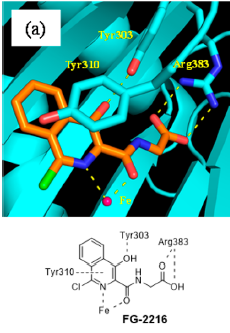 (a)
Tyr303
Tyr310
Arg383
Fe
Tyr303
Arg383
OH
O
Tyr310
H
N
OH
Cl
N
O
Fe
FG-2216